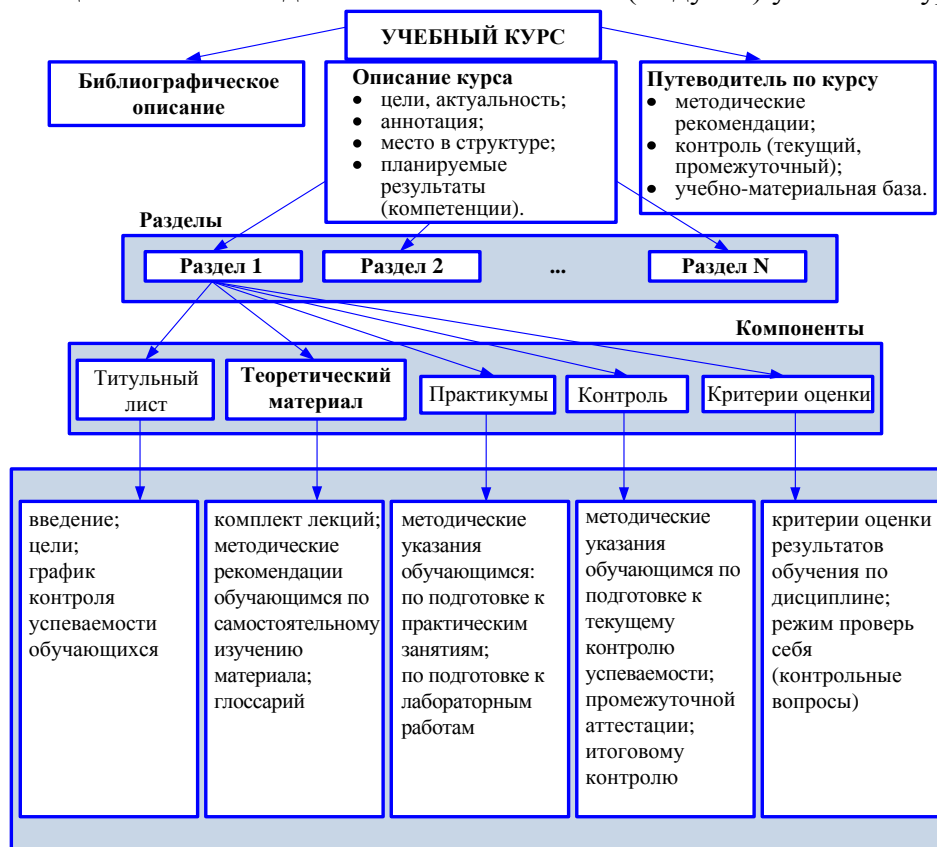 УЧЕБНЫЙ КУРС
Библиографическое
описание
Описание курса
• цели, актуальность;
• аннотация;
• место в структуре;
• планируемые
результаты
(компетенции).
Путеводитель по курсу
• методические
рекомендации;
• контроль (текущий,
промежуточный);
• учебно-материальная база.
Разделы
Раздел 1
Раздел 2
...
Раздел N
Компоненты
Титульный
лист
Теоретический
материал
Практикумы
Контроль
Критерии оценки
введение;
цели;
график
контроля
успеваемости
обучающихся
комплект лекций;
методические
рекомендации
обучающимся по
самостоятельному
изучению
материала;
глоссарий
методические
указания
обучающимся:
по подготовке к
практическим
занятиям;
по подготовке к
лабораторным
работам
методические
указания
обучающимся по
подготовке к
текущему
контролю
успеваемости;
промежуточной
аттестации;
итоговому
контролю
критерии оценки
результатов
обучения по
дисциплине;
режим проверь
себя
(контрольные
вопросы)